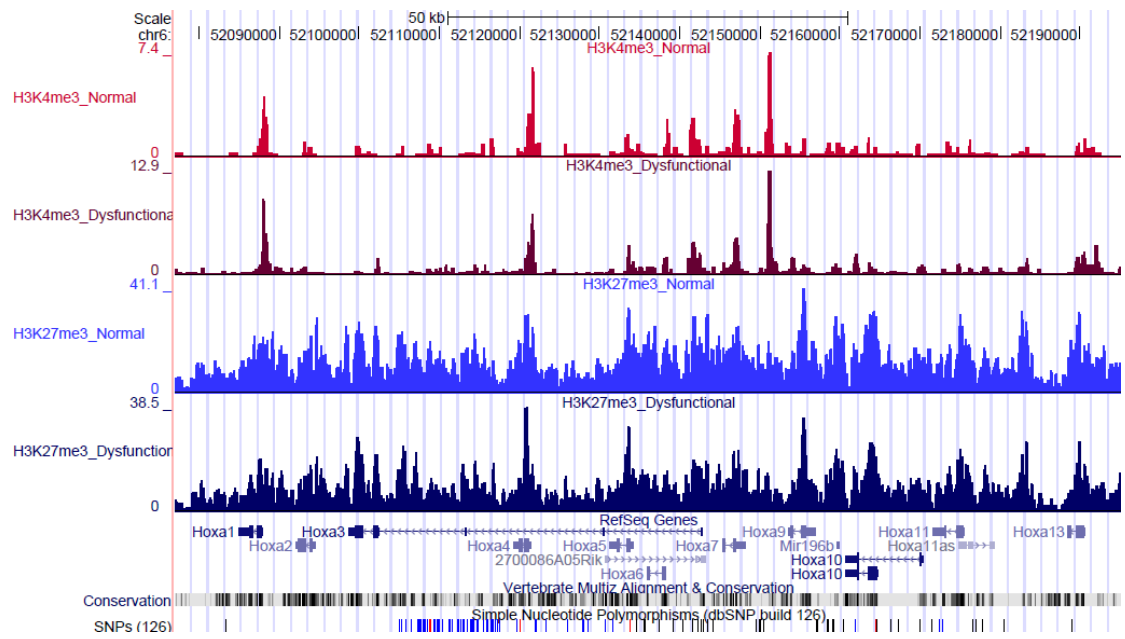 Scale 50 kb
chr6: 52090000 52100000 52110000 52120000 52130000 52140000 52150000 52160000 52170000 52180000 52190000
7.4 H3K4me3_Normal
H3K4me3_Normal
0
12.9 H3K4me3_Dysfunctional
H3K4me3_Dysfunctiona
0
41.1 H3K27me3_Normal
H3K27me3_Normal
0
38.5 H3K27me3_Dysfunctional
H3K27me3_Dysfunction
0
RefSeq Genes
Hoxa1 Hoxa3 Hoxa9 Hoxa11 Hoxa13
Hoxa2 Hoxa4 Hoxa5 Hoxa7 Mir196b Hoxa11as
2700086A05Rik Hoxa10
Hoxa6 Hoxa10
Vertebrate Multiz Alignment & Conservation
Conservation
Simple Nucleotide Polymorphisms (dbSNP build 126)
SNPs (126)